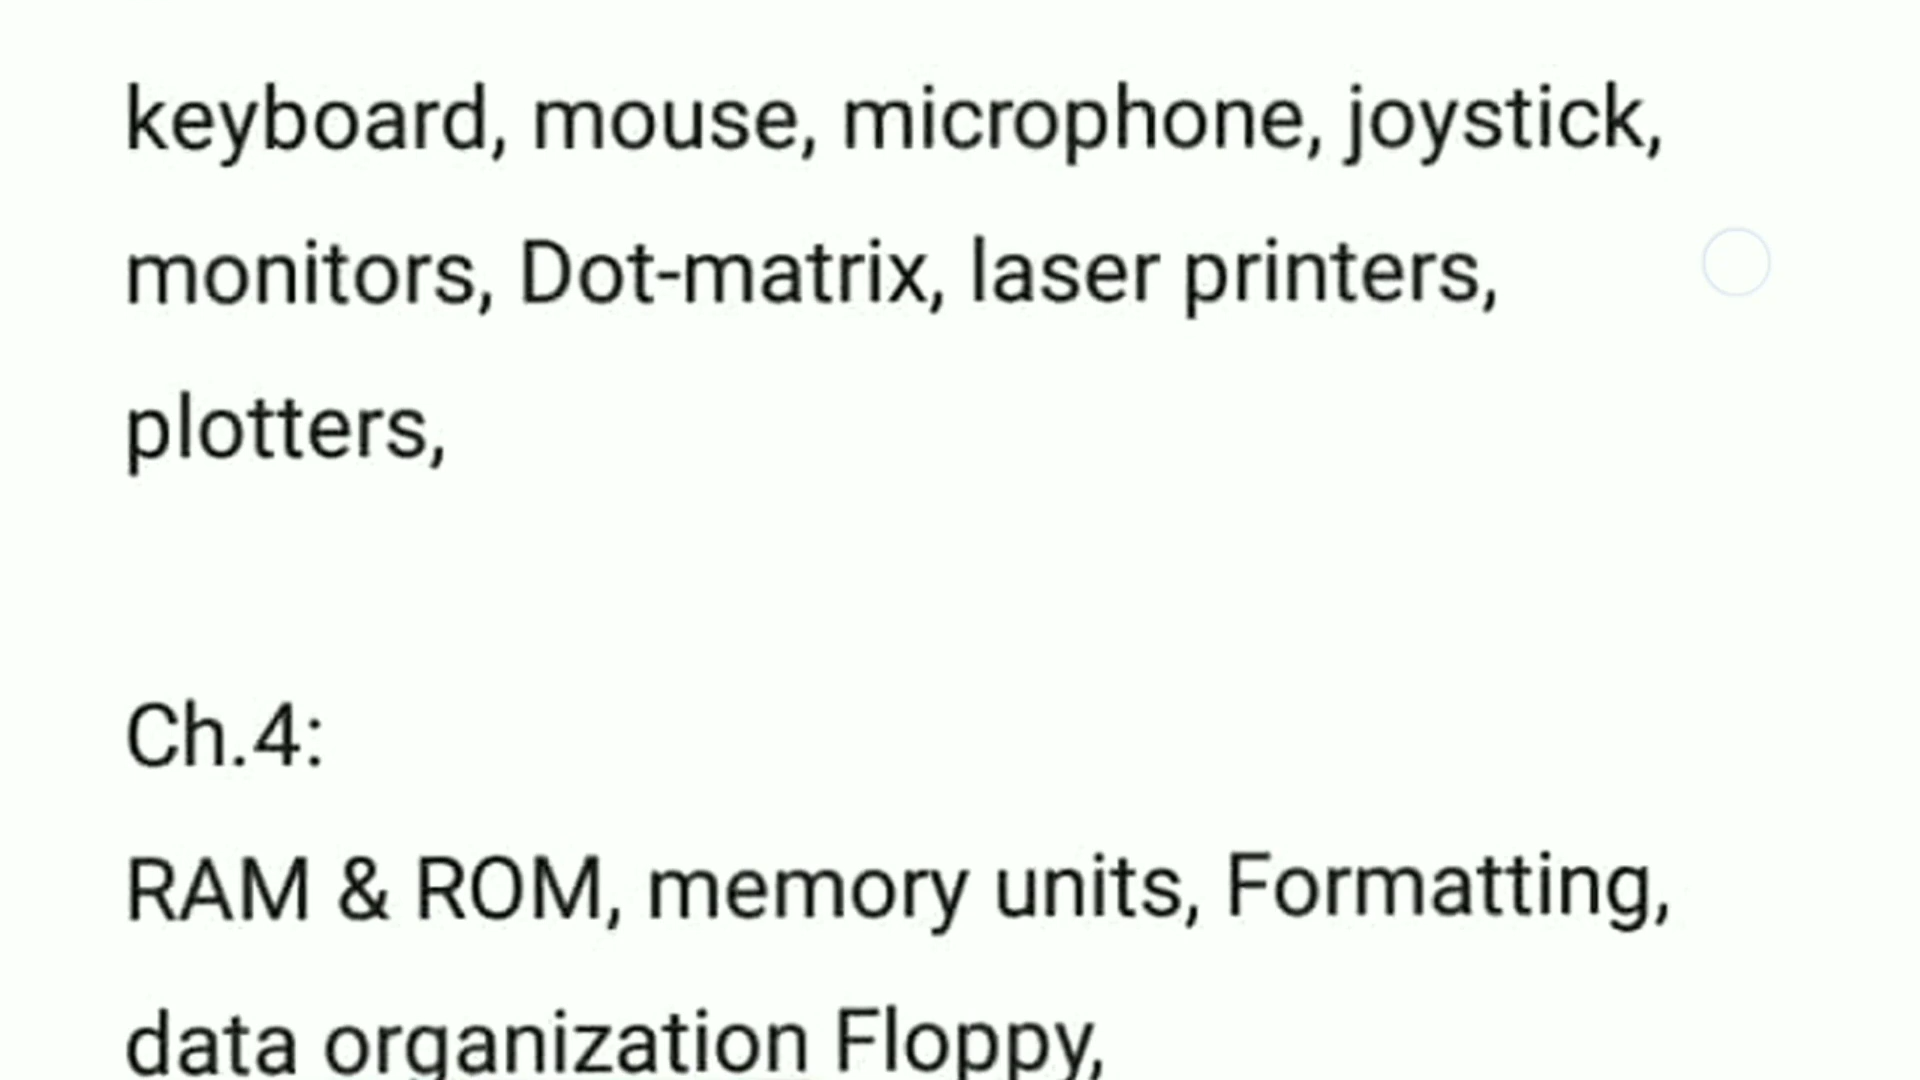 keyboard, mouse, microphone, joystick,
monitors, Dot-matrix, laser printers,
plotters,
Ch.4:
RAM & ROM, memory units, Formatting,
data organization Floppy,